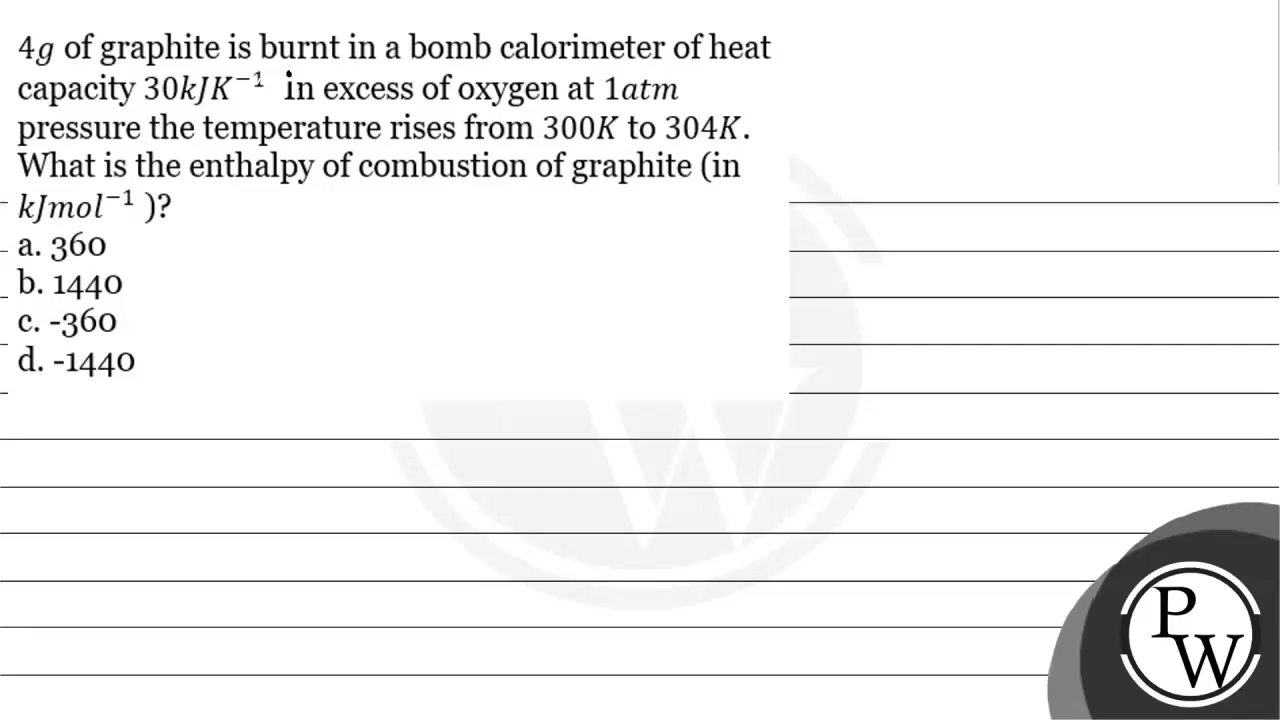 4g of graphite is burnt in a bomb calorimeter of heat
capacity 30kJK⁻¹ in excess of oxygen at 1atm
pressure the temperature rises from 300K to 304K.
What is the enthalpy of combustion of graphite (in
kJmol⁻¹ )?
a. 360
b. 1440
c. -360
d. -1440
P
W